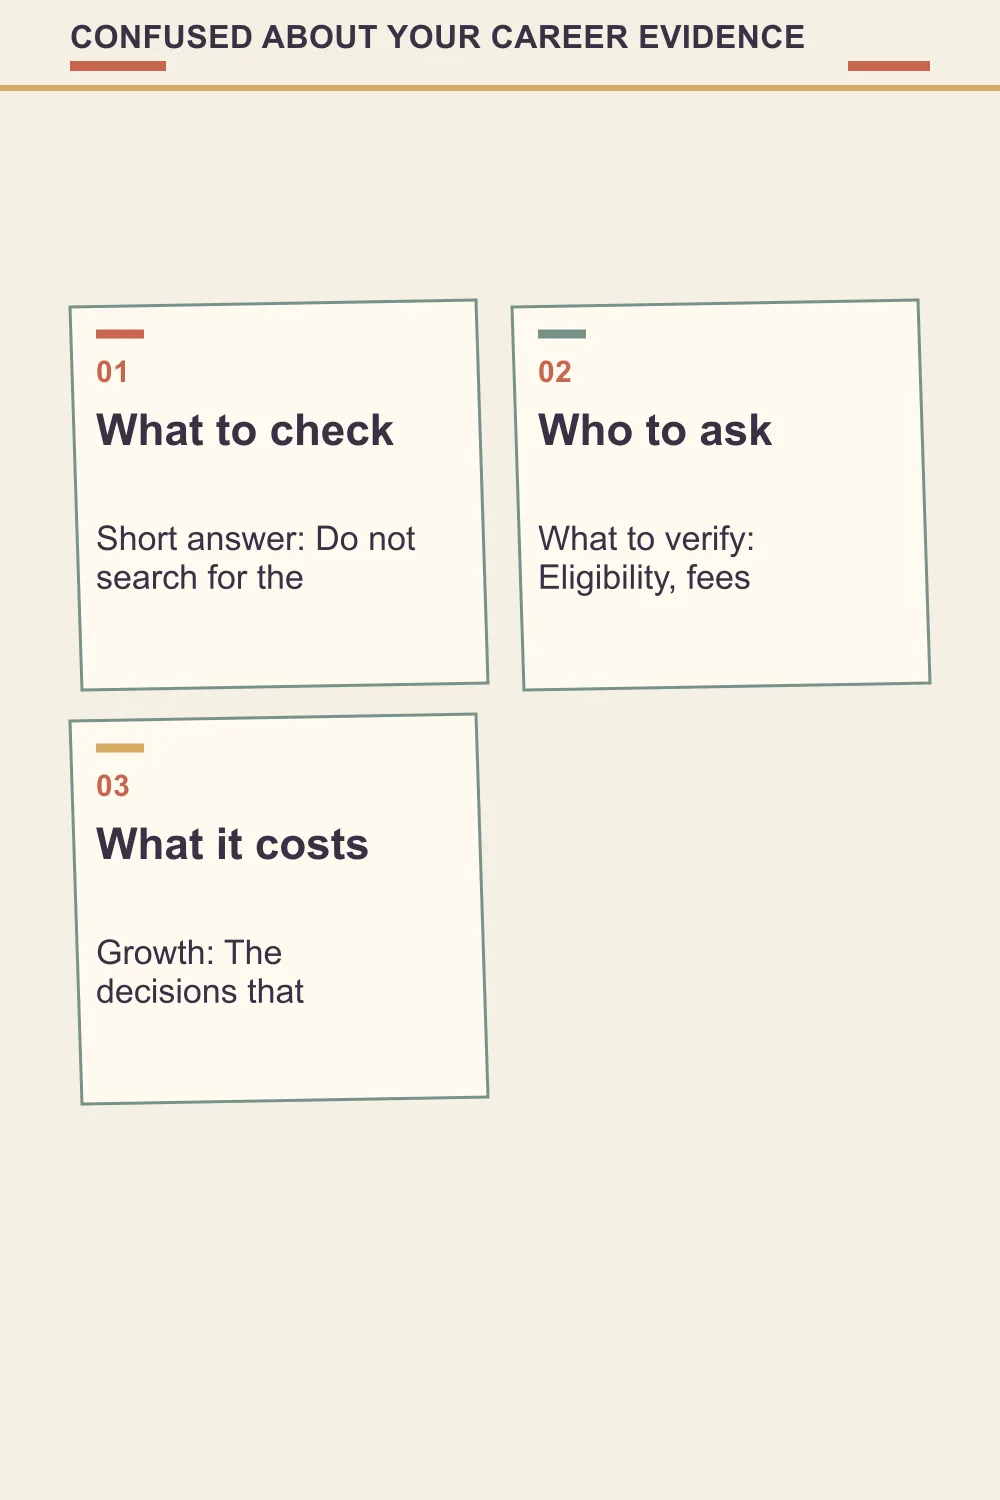 CONFUSED ABOUT YOUR CAREER EVIDENCE
01
What to check
Short answer: Do not
search for the
02
Who to ask
What to verify:
Eligibility, fees
03
What it costs
Growth: The
decisions that